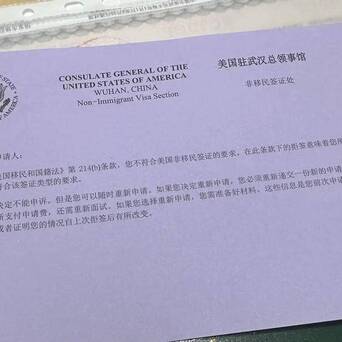 CONSULATE GENERAL OF THE
UNITED STATES OF AMERICA
WUHAN, CHINA
Non-Immigrant Visa Section
美国驻武汉总领事馆
非移民签证处
申请人:
国移民和国籍法》第 214(b)条款, 您不符合美国非移民签证的要求。在此条款下的拒签意味着您
符合该签证类型的要求。
决定不能申诉。但是您可以随时重新申请。如果您决定重新申请, 您必须重新递交一份新的申请
新支付申请费, 还需重新面试。如果您选择重新申请, 您需准备好材料, 这些信息是您前次申请
或者证明您的情况自上次拒签后有所改变。